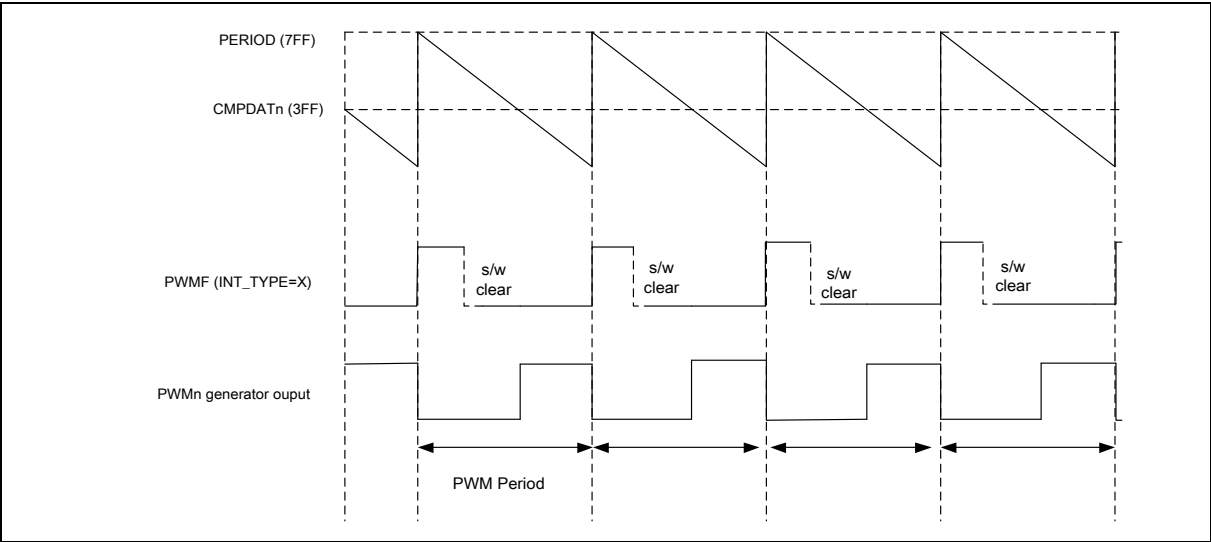 PERIOD (7FF)
CMPDATn (3FF)
PWMF (INT_TYPE=X)
s/w
clear
s/w
clear
s/w
clear
s/w
clear
PWMn generator ouput
PWM Period